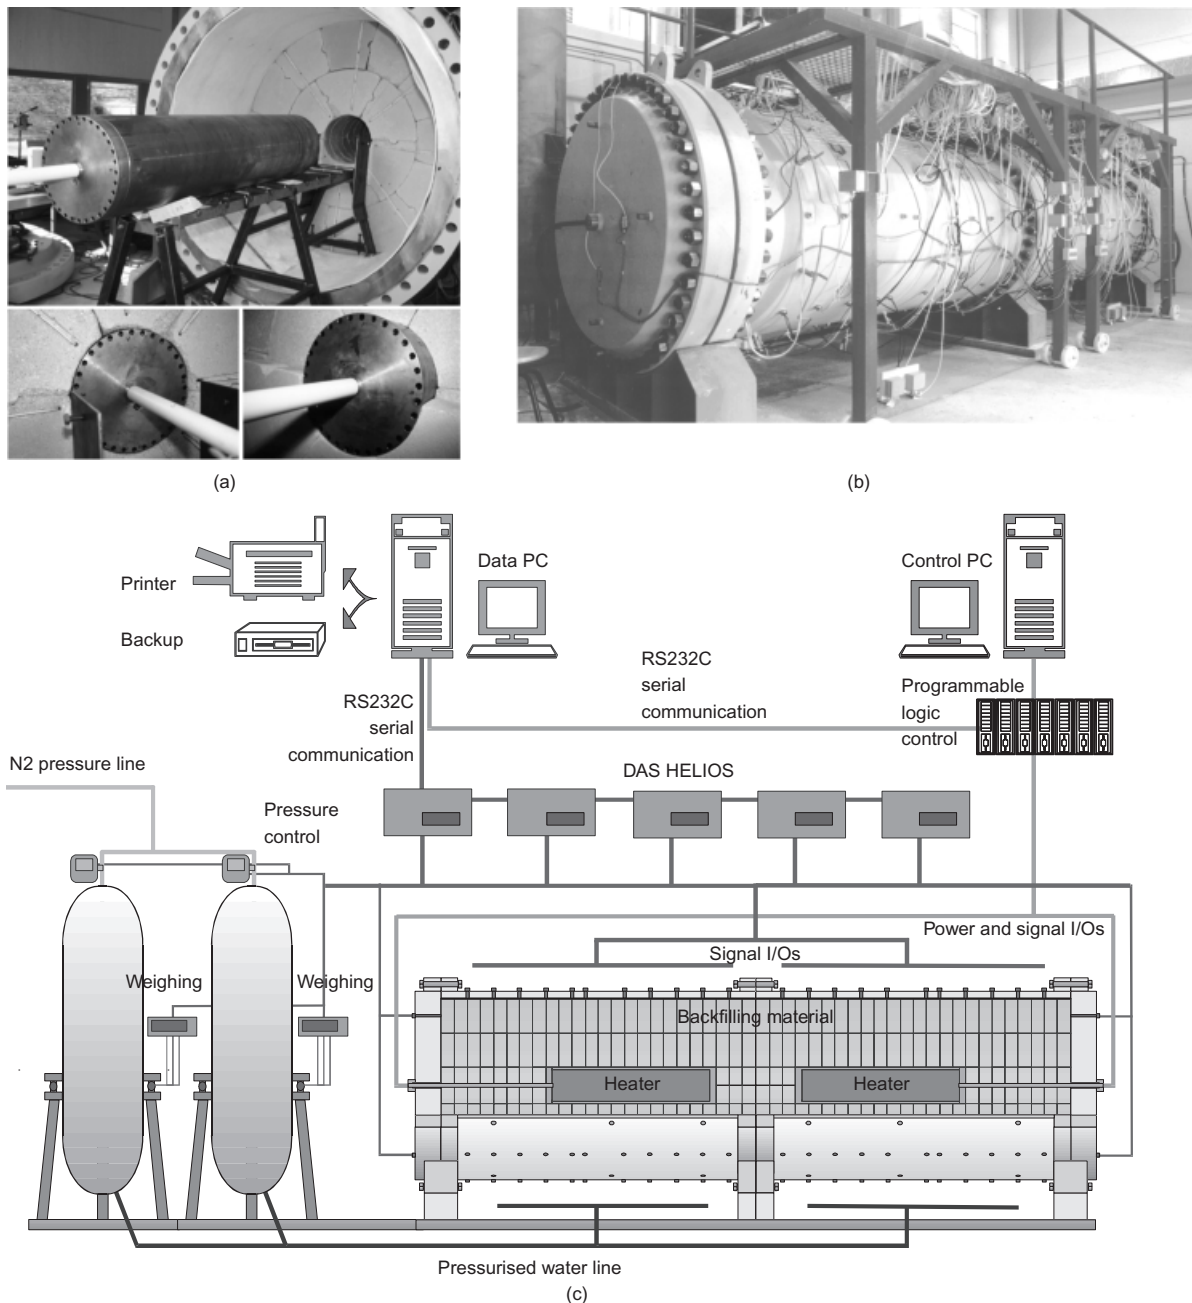 (a)
(b)
Printer
Backup
Data PC
Control PC
RS232C
serial
communication
RS232C
serial
communication
Programmable
logic
control
N2 pressure line
DAS HELIOS
Pressure
control
Power and signal I/Os
Signal I/Os
Weighing
Weighing
Backfilling material
Heater
Heater
Pressurised water line
(c)